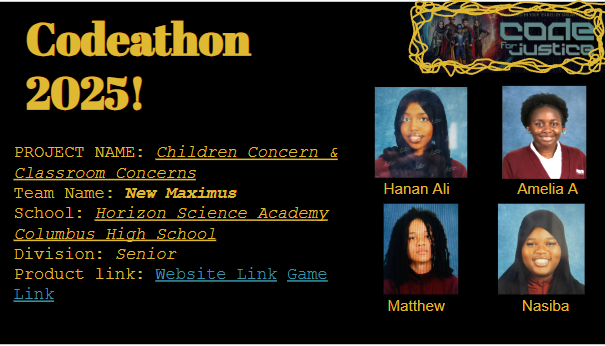 Codeathon
2025!
code
for justice
PROJECT NAME: Children Concern &
Classroom Concerns
Team Name: New Maximus
School: Horizon Science Academy
Columbus High School
Division: Senior
Product link: Website Link Game
Link
Hanan Ali
Amelia A
Matthew
Nasiba